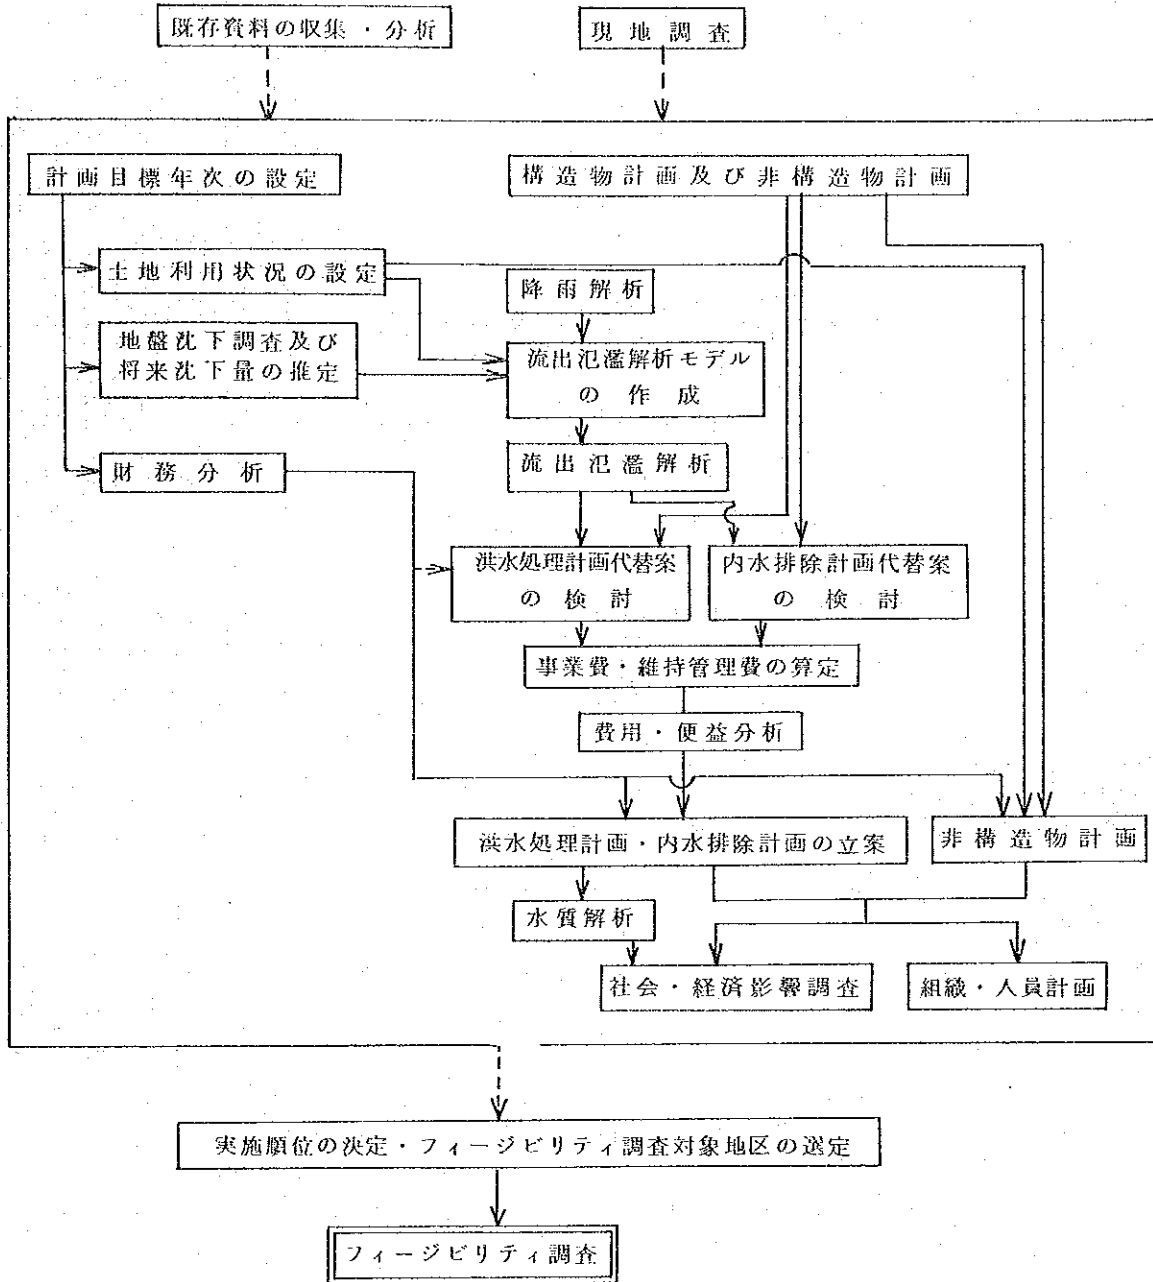 既存資料の収集・分析
現地調査
計画目標年次の設定
構造物計画及び非構造物計画
土地利用状況の設定
降雨解析
地盤沈下調査及び
将来沈下量の推定
流出氾濫解析モデル
の作成
財務分析
流出氾濫解析
洪水処理計画代替案
の検討
内水排除計画代替案
の検討
事業費・維持管理費の算定
費用・便益分析
洪水処理計画・内水排除計画の立案
非構造物計画
水質解析
社会・経済影響調査
組織・人員計画
実施順位の決定・フィージビリティ調査対象地区の選定
フィージビリティ調査